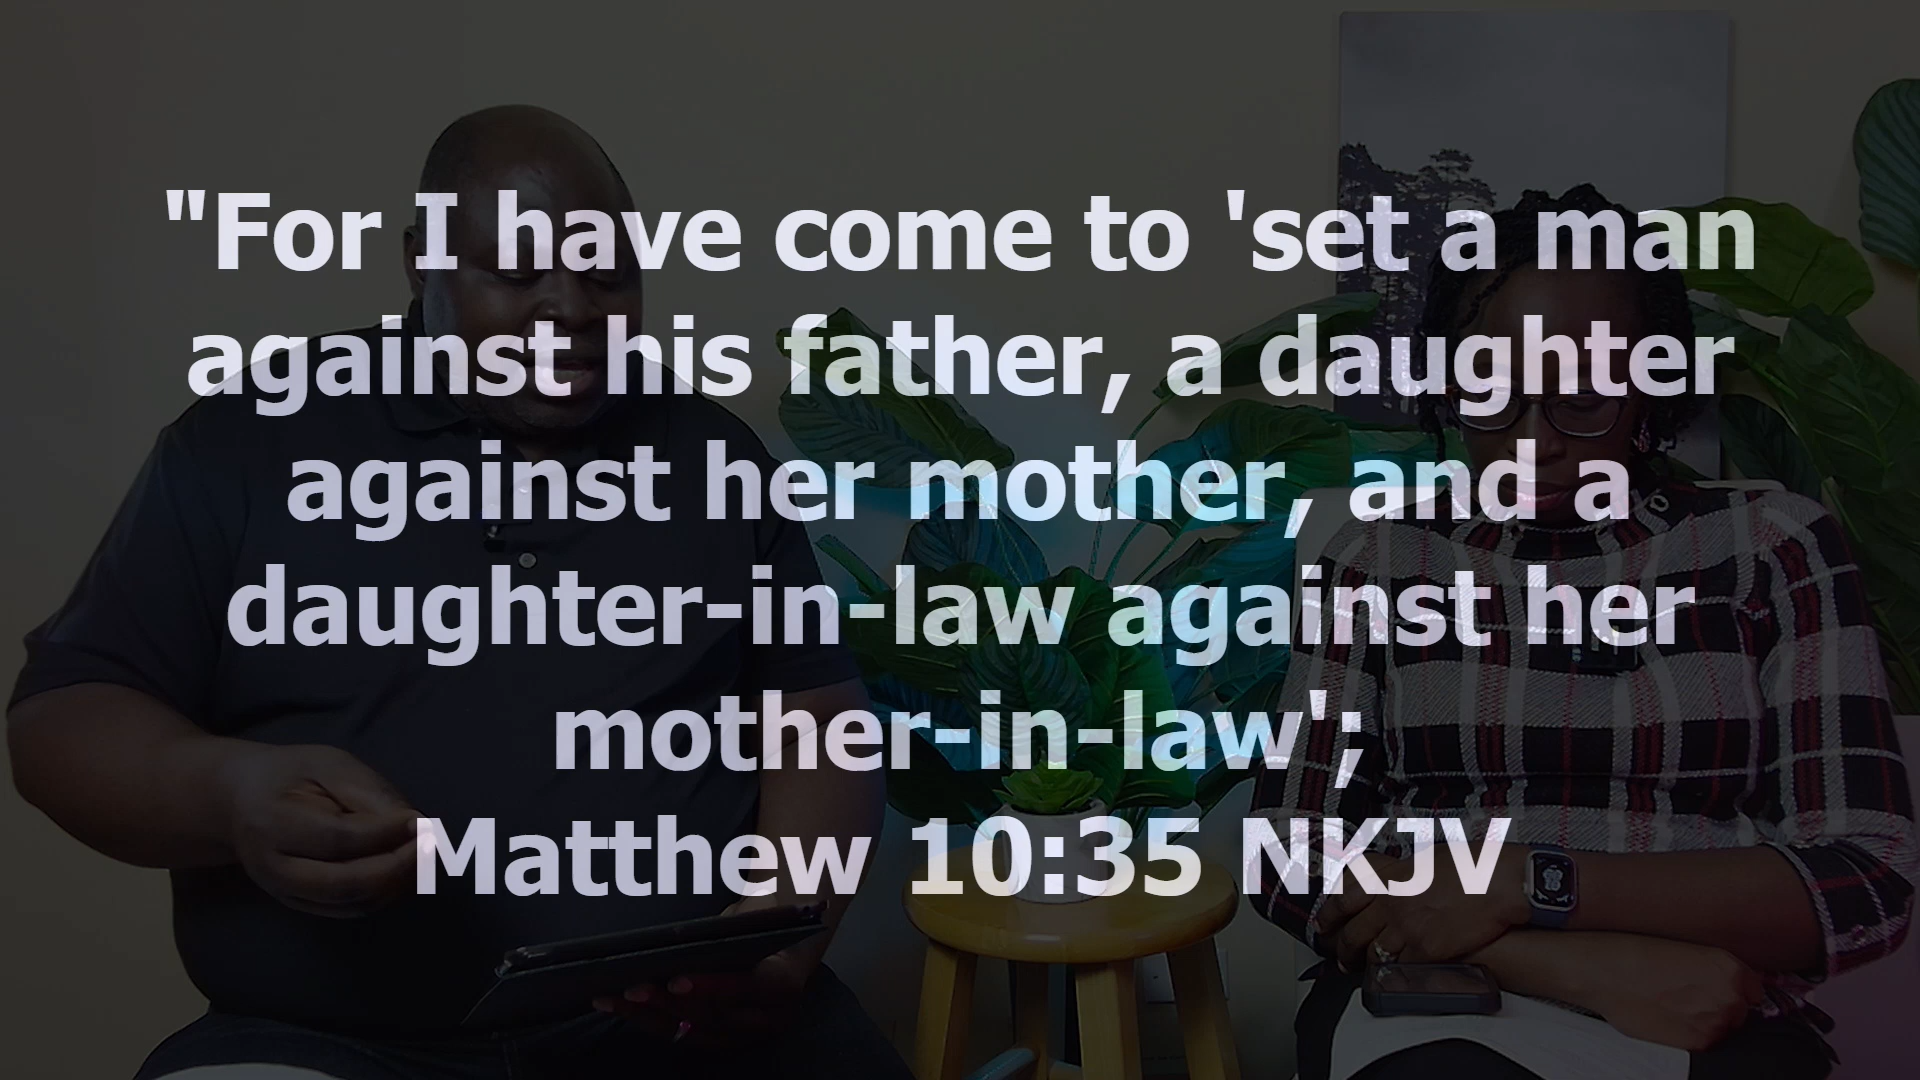 "For I have come to 'set a man
against his father, a daughter
against her mother, and a
daughter-in-law against her
mother-in-law';
Matthew 10:35 NKJV